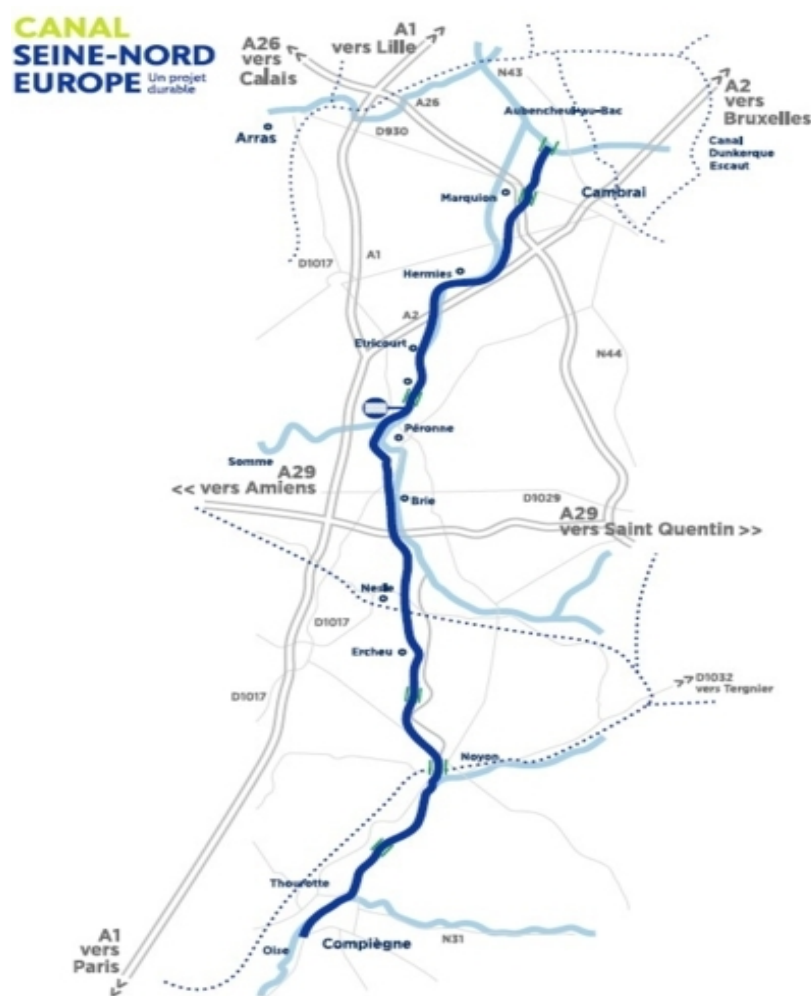 CANAL
SEINE-NORD
EUROPE Un projet
durable
A26
vers
Calais
A1
vers Lille
N43
A26
Aubencheul-au-Bac
A2
vers
Bruxelles
Arras
D930
Canal
Dunkerque
Escaut
Marquion
Cambrai
D1017
A1
Hermies
A2
Etricourt
N44
Péronne
Somme
A29
<< vers Amiens
Brie
D1029
A29
vers Saint Quentin >>
Nesle
D1017
Ercheu
D1032
vers Tergnier
D1017
Noyon
Thourotte
A1
vers
Paris
Oise
Compiègne
N31